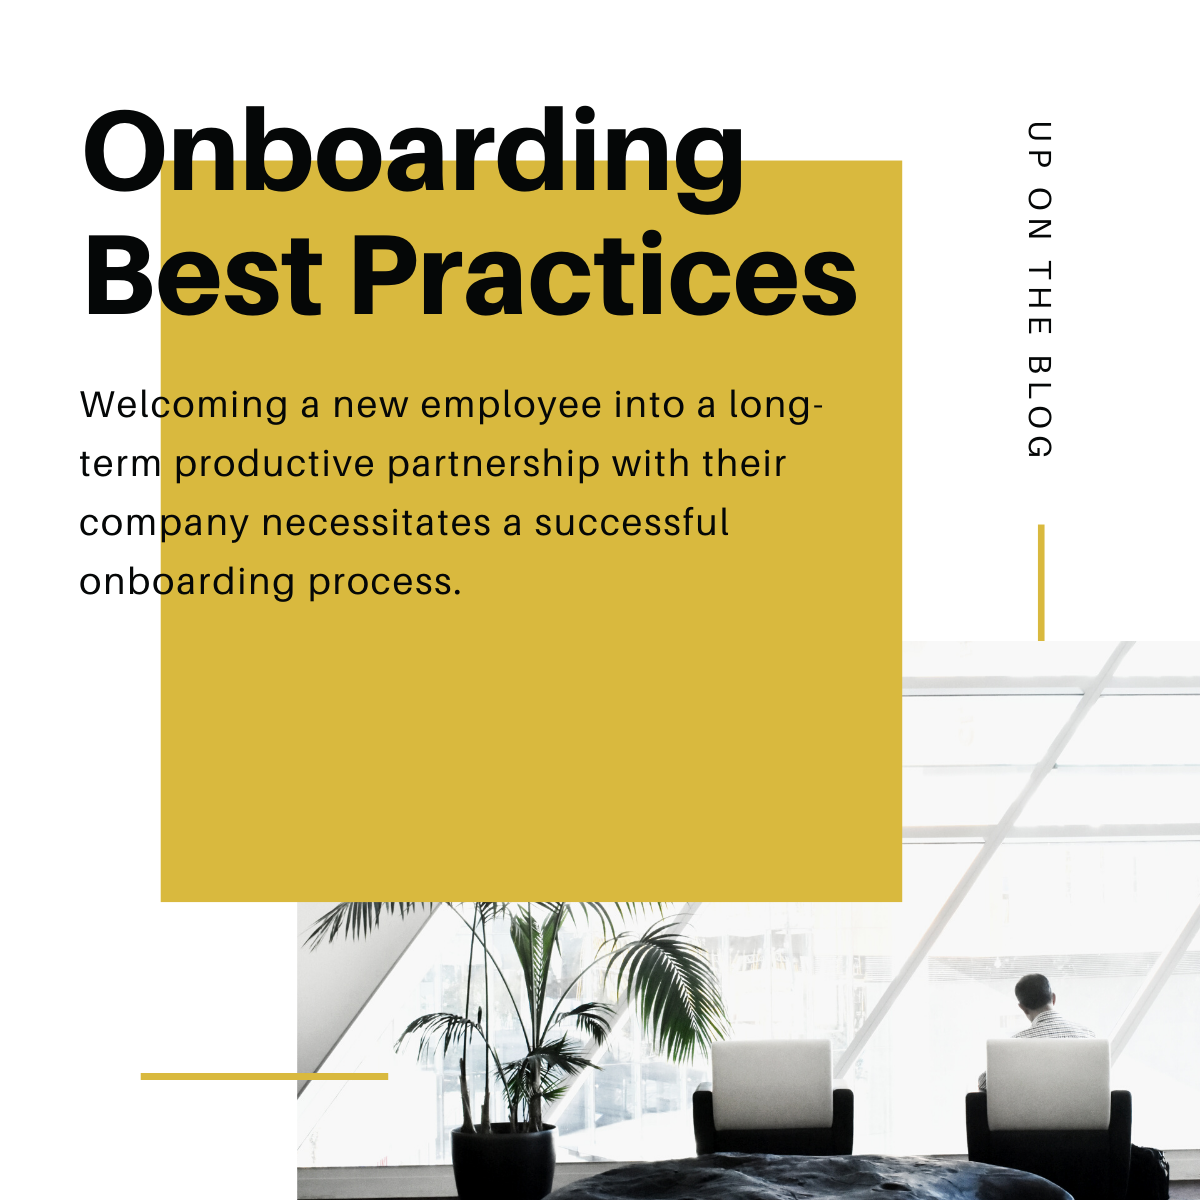 Onboarding
Best Practices
Welcoming a new employee into a long-
term productive partnership with their
company necessitates a successful
onboarding process.
UP ON THE BLOG